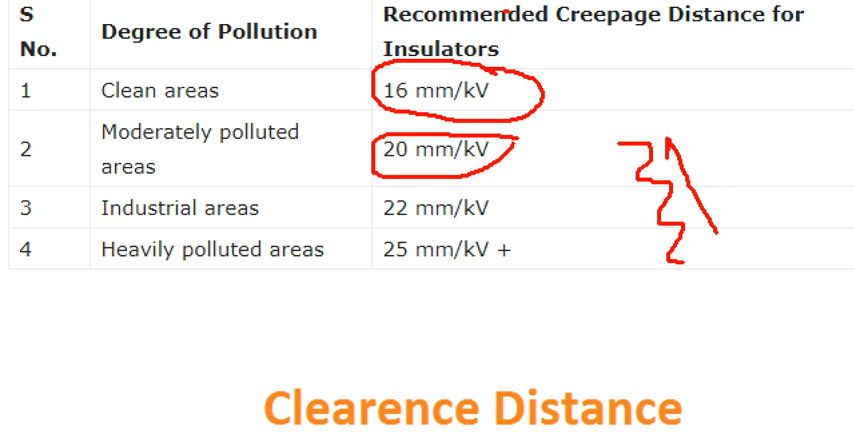 S No.
Degree of Pollution
Recommended Creepage Distance for
Insulators
1 Clean areas 16 mm/kV
2 Moderately polluted areas 20 mm/kV
3 Industrial areas 22 mm/kV
4 Heavily polluted areas 25 mm/kV +
Clearence Distance